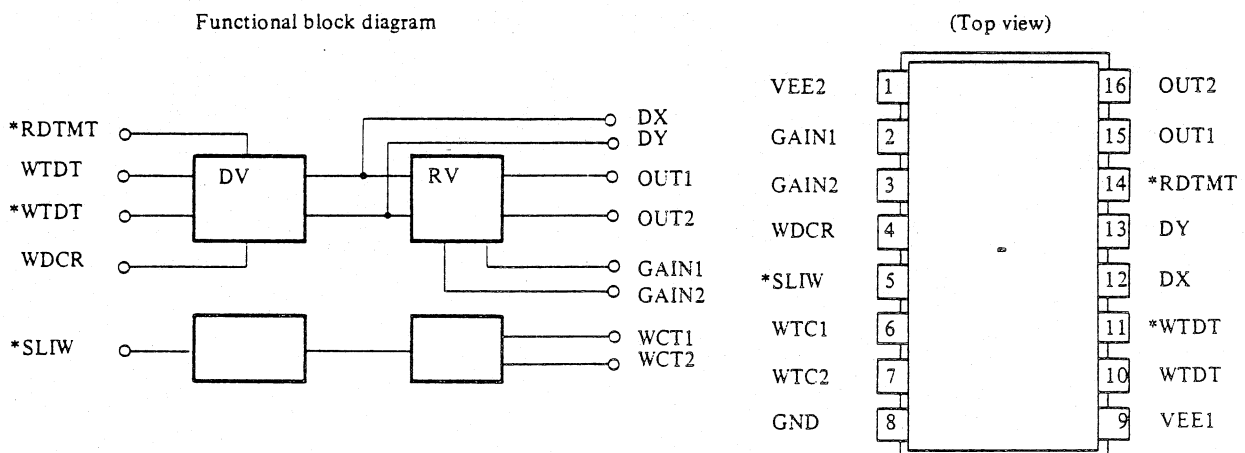 Functional block diagram
*RDTMT
WTDT
*WTDT
WDCR
*SLIW
DV
RV
DX
DY
OUT1
OUT2
GAIN1
GAIN2
WCT1
WCT2
(Top view)
VEE2 1
GAIN1 2
GAIN2 3
WDCR 4
*SLIW 5
WTC1 6
WTC2 7
GND 8
16 OUT2
15 OUT1
14 *RDTMT
13 DY
12 DX
11 *WTDT
10 WTDT
9 VEE1